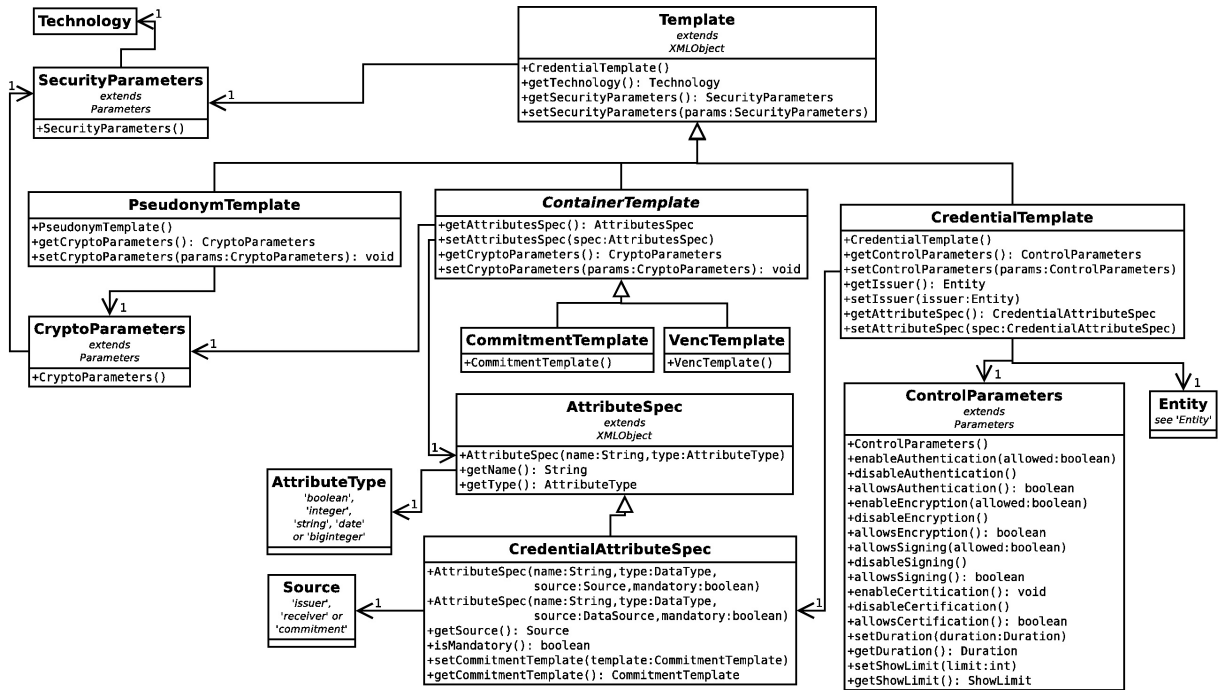 Technology
1
SecurityParameters
extends
Parameters
+SecurityParameters()
1
1
Template
extends
XMLObject
+CredentialTemplate()
+getTechnology(): Technology
+getSecurityParameters(): SecurityParameters
+setSecurityParameters(params:SecurityParameters)
PseudonymTemplate
+PseudonymTemplate()
+getCryptoParameters(): CryptoParameters
+setCryptoParameters(params:CryptoParameters): void
ContainerTemplate
+getAttributesSpec(): AttributesSpec
+setAttributesSpec(spec:AttributesSpec)
+getCryptoParameters(): CryptoParameters
+setCryptoParameters(params:CryptoParameters): void
CredentialTemplate
+CredentialTemplate()
+getControlParameters(): ControlParameters
+setControlParameters(params:ControlParameters)
+getIssuer(): Entity
+setIssuer(issuer:Entity)
+getAttributeSpec(): CredentialAttributeSpec
+setAttributeSpec(spec:CredentialAttributeSpec)
1
CryptoParameters
extends
Parameters
+CryptoParameters()
1
CommitmentTemplate
+CommitmentTemplate()
VencTemplate
+VencTemplate()
1
1
ControlParameters
extends
Parameters
+ControlParameters()
+enableAuthentication(allowed:boolean)
+disableAuthentication()
+allowsAuthentication(): boolean
+enableEncryption(allowed:boolean)
+disableEncryption()
+allowsEncryption(): boolean
+allowsSigning(allowed:boolean)
+disableSigning()
+allowsSigning(): boolean
+enableCertitication(): void
+disableCertification()
+allowsCertification(): boolean
+setDuration(duration:Duration)
+getDuration(): Duration
+setShowLimit(limit:int)
+getShowLimit(): ShowLimit
Entity
see 'Entity'
AttributeSpec
extends
XMLObject
1
+AttributeSpec(name:String,type:AttributeType)
+getName(): String
+getType(): AttributeType
AttributeType
'boolean',
'integer',
'string', 'date'
or 'biginteger'
1
CredentialAttributeSpec
+AttributeSpec(name:String,type:DataType,
source:Source,mandatory:boolean)
+AttributeSpec(name:String,type:DataType,
source:DataSource,mandatory:boolean)
+getSource(): Source
+isMandatory(): boolean
+setCommitmentTemplate(template:CommitmentTemplate)
+getCommitmentTemplate(): CommitmentTemplate
1
Source
'issuer',
'receiver' or
'commitment'
1